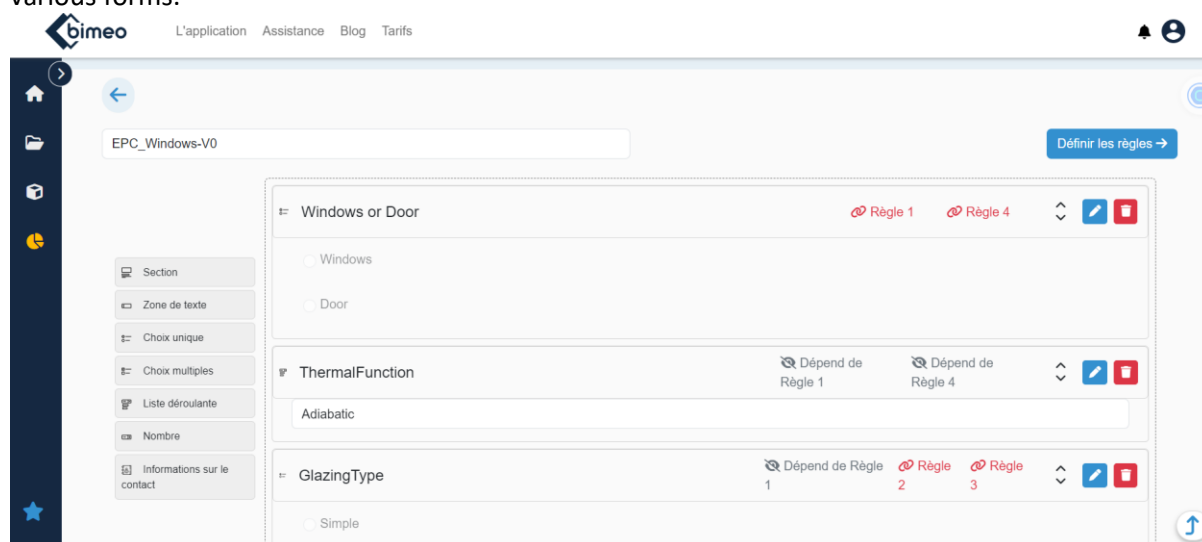 various forms.
bimeo L'application Assistance Blog Tarifs
EPC_Windows-V0
Définir les règles →
Windows or Door
Règle 1
Règle 4
Windows
Door
Section
Zone de texte
Choix unique
Choix multiples
Liste déroulante
Nombre
Informations sur le
contact
ThermalFunction
Dépend de
Règle 1
Dépend de
Règle 4
Adiabatic
GlazingType
Dépend de Règle
1
Règle
2
Règle
3
Simple